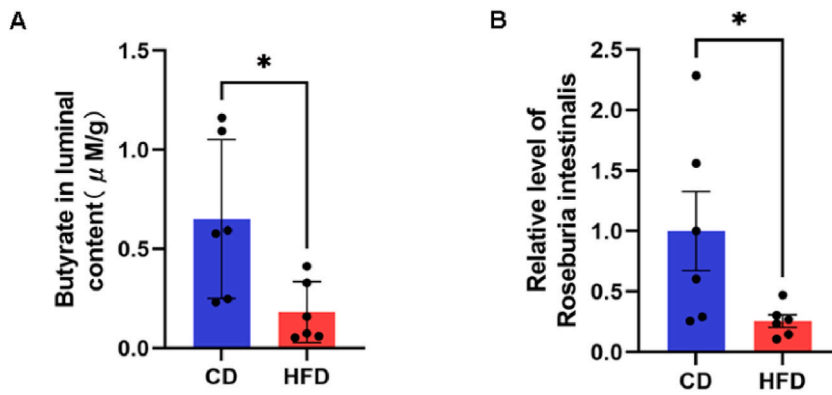 A
Butyrate in luminal
content( μ M/g)
1.5
1.0
0.5
0.0
*
CD
HFD
B
Relative level of
Roseburia intestinalis
2.5
2.0
1.5
1.0
0.5
0.0
*
CD
HFD